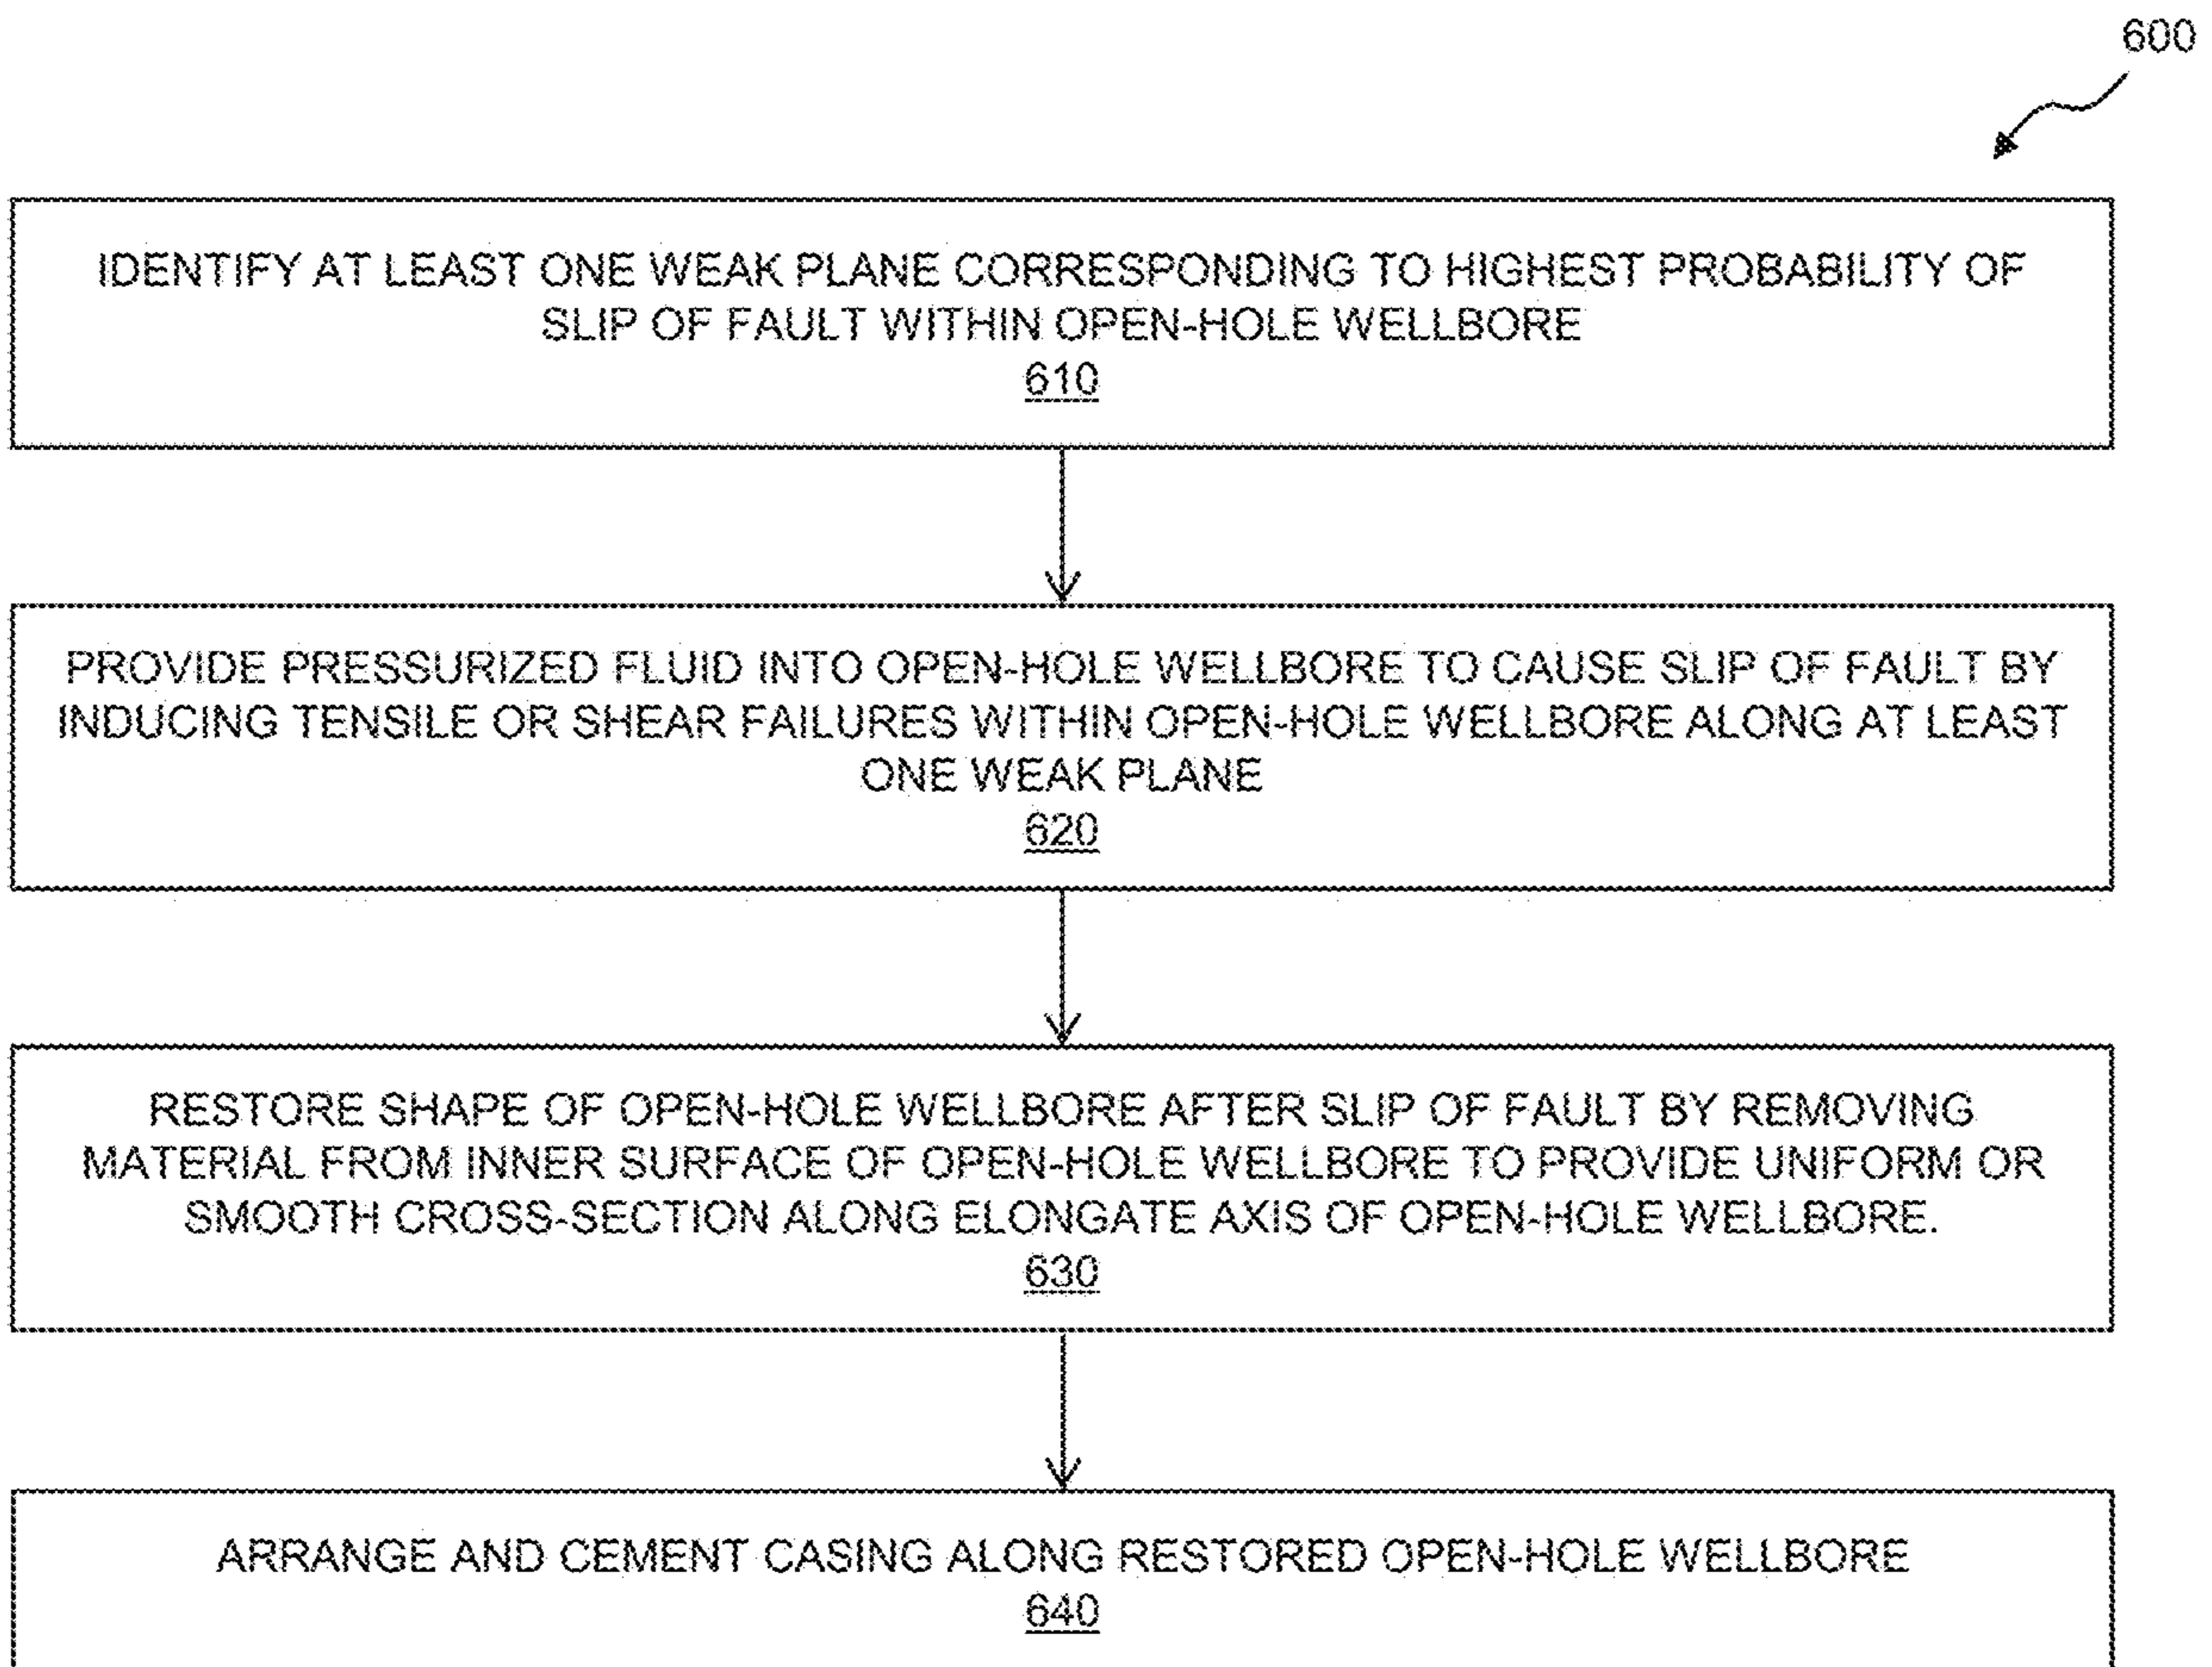 600
IDENTIFY AT LEAST ONE WEAK PLANE CORRESPONDING TO HIGHEST PROBABILITY OF
SLIP OF FAULT WITHIN OPEN-HOLE WELLBORE
610
PROVIDE PRESSURIZED FLUID INTO OPEN-HOLE WELLBORE TO CAUSE SLIP OF FAULT BY
INDUCING TENSILE OR SHEAR FAILURES WITHIN OPEN-HOLE WELLBORE ALONG AT LEAST
ONE WEAK PLANE
620
RESTORE SHAPE OF OPEN-HOLE WELLBORE AFTER SLIP OF FAULT BY REMOVING
MATERIAL FROM INNER SURFACE OF OPEN-HOLE WELLBORE TO PROVIDE UNIFORM OR
SMOOTH CROSS-SECTION ALONG ELONGATE AXIS OF OPEN-HOLE WELLBORE.
630
ARRANGE AND CEMENT CASING ALONG RESTORED OPEN-HOLE WELLBORE
640